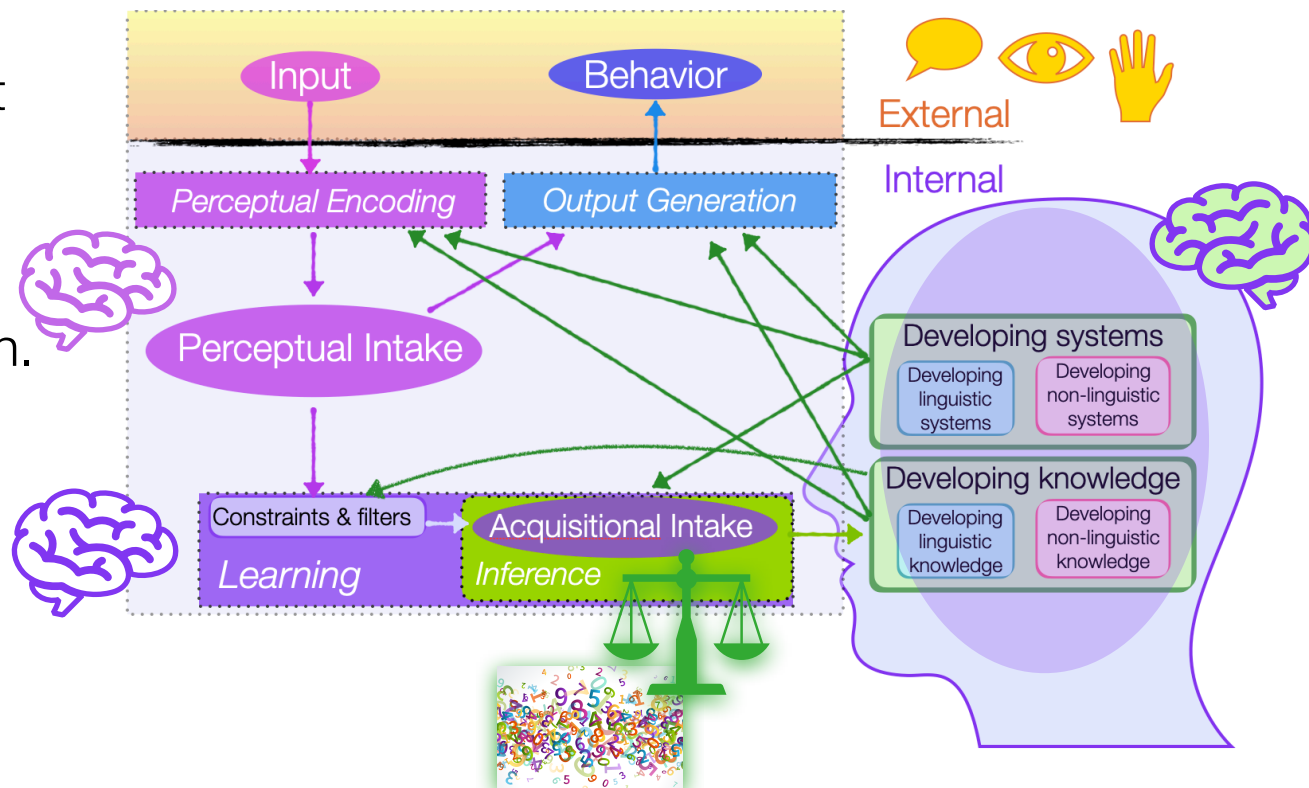 t
Input
Behavior
External
Internal
Perceptual Encoding
Output Generation
n.
Perceptual Intake
Developing systems
Developing
linguistic
systems
Developing
non-linguistic
systems
Developing knowledge
Developing
linguistic
knowledge
Developing
non-linguistic
knowledge
Constraints & filters
Acquisitional Intake
Learning
Inference